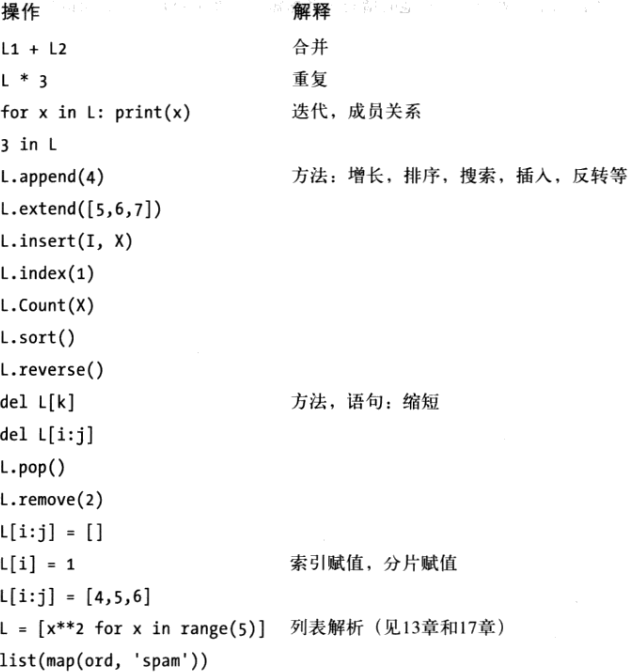 操作 解释
L1 + L2 合并
L * 3 重复
for x in L: print(x) 迭代，成员关系
3 in L
L.append(4) 方法：增长，排序，搜索，插入，反转等
L.extend([5,6,7])
L.insert(I, X)
L.index(1)
L.Count(X)
L.sort()
L.reverse()
del L[k] 方法，语句：缩短
del L[i:j]
L.pop()
L.remove(2)
L[i:j] = []
L[i] = 1 索引赋值，分片赋值
L[i:j] = [4,5,6]
L = [x**2 for x in range(5)] 列表解析（见13章和17章）
list(map(ord, 'spam'))